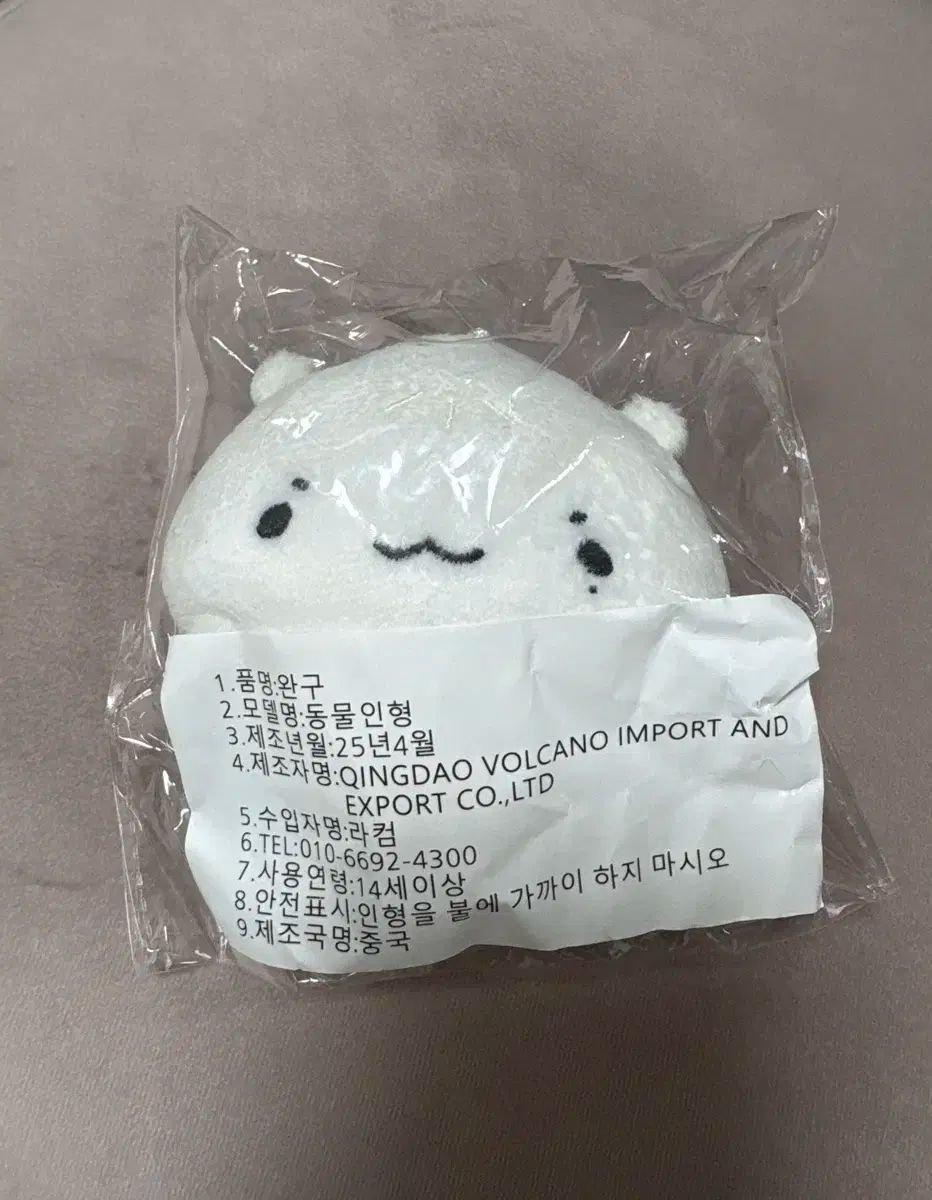 1.품명:완구
2.모델명:동물인형
3.제조년월:25년4월
4.제조자명:QINGDAO VOLCANO IMPORT AND
EXPORT CO.,LTD
5.수입자명:라컴
6.TEL:010-6692-4300
7.사용연령:14세이상
8.안전표시:인형을 불에 가까이 하지 마시오
9.제조국명:중국